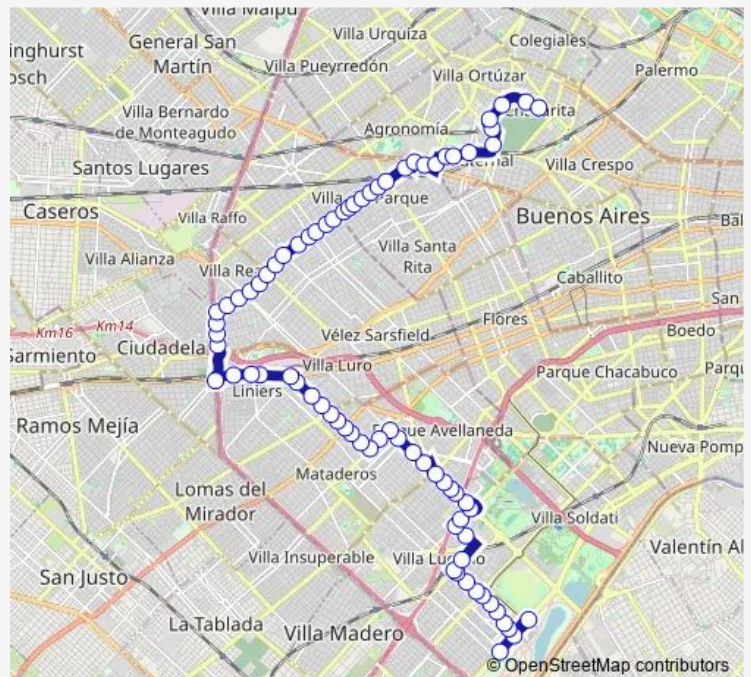 Villa Maipú
Villa Urquiza
Colegiales
General San
Martín
Villa Pueyrredón
Villa Ortúzar
Palermo
Villa Bernardo
de Monteagudo
Agronomía
Santos Lugares
Villa Crespo
Caseros
Villa Raffo
Buenos Aires
Villa Santa
Rita
Villa Alianza
Caballito
Km16
Km14
Flores
San
Sarmiento
Ciudadela
Vélez Sarsfield
Boedo
Villa Luro
Parque Chacabuco
Liniers
Ramos Mejía
Avellaneda
Nueva Pomp
Mataderos
Lomas del
Mirador
Villa Soldati
Valentín Al
Villa Insuperable
San Justo
La Tablada
Villa Madero
© OpenStreetMap contributors